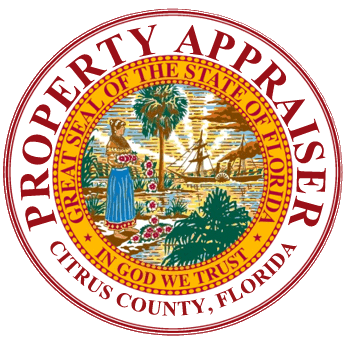 PROPERTY APPRAISER
GREAT SEAL OF THE STATE OF FLORIDA
IN GOD WE TRUST
CITRUS COUNTY, FLORIDA